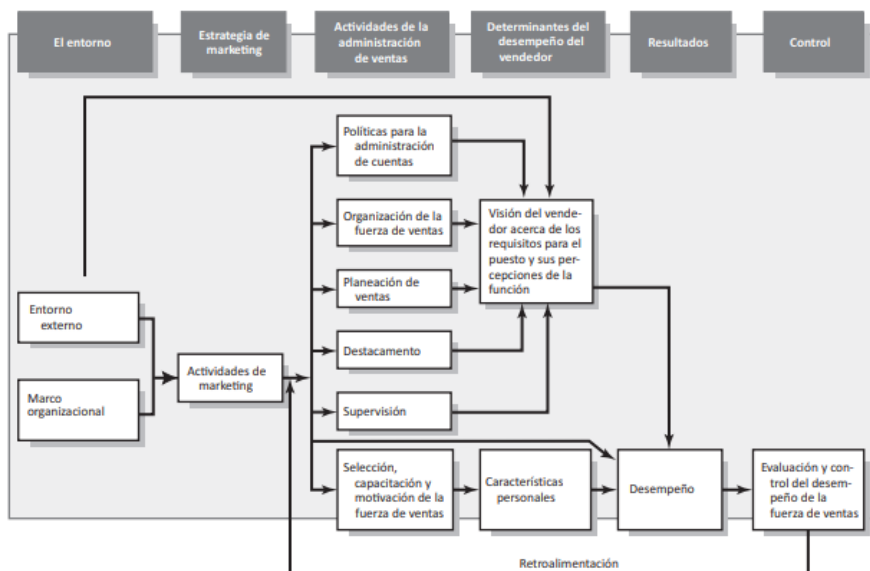 El entorno
Estrategia de
marketing
Actividades de la
administración
de ventas
Determinantes del
desempeño del
vendedor
Resultados
Control
Políticas para la
administración
de cuentas
Organización de la
fuerza de ventas
Visión del vende-
dor acerca de los
requisitos para el
puesto y sus per-
cepciones de la
función
Planeación de
ventas
Entorno
externo
Destacamento
Actividades de
marketing
Marco
organizacional
Supervisión
Selección,
capacitación y
motivación de la
fuerza de ventas
Características
personales
Desempeño
Evaluación y con-
trol del desem-
peño de la
fuerza de ventas
Retroalimentación